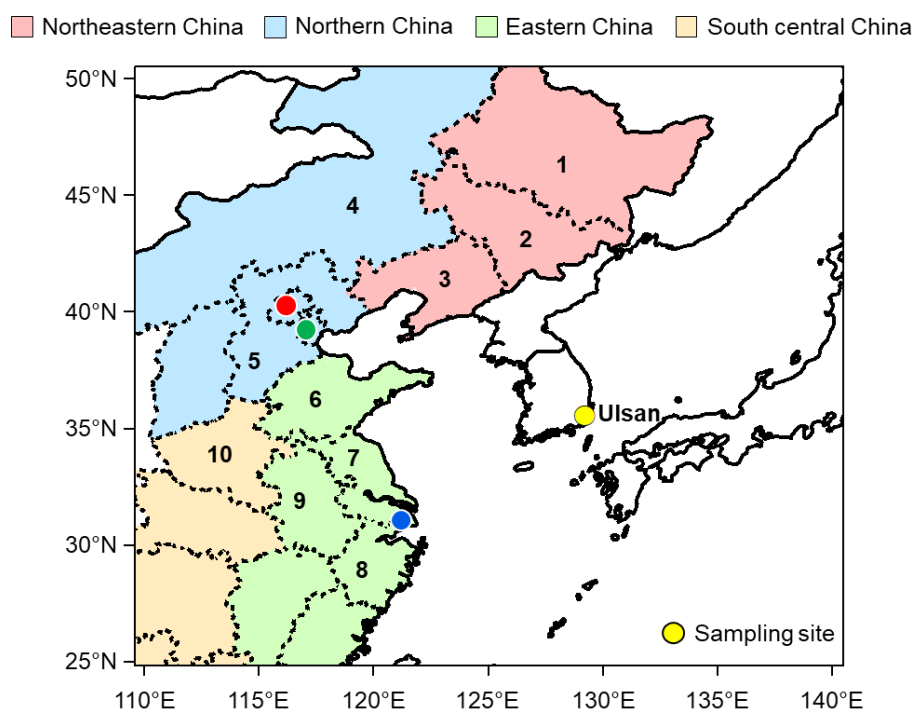 Northeastern China Northern China Eastern China South central China
50°N
1
45°N
4
2
3
40°N
5
6
Ulsan
35°N
10
7
9
30°N
8
Sampling site
25°N
110°E 115°E 120°E 125°E 130°E 135°E 140°E